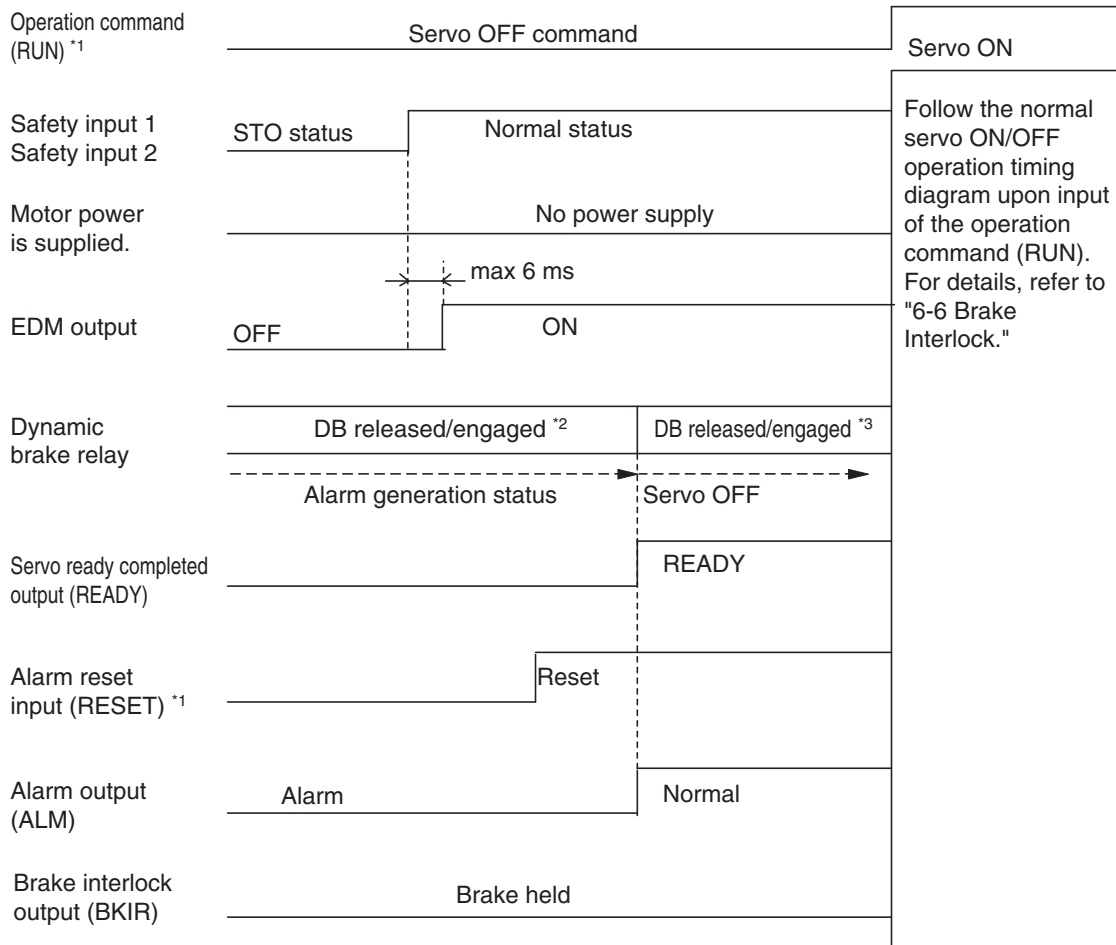 Operation command
(RUN) *1
Servo OFF command
Servo ON
Safety input 1
Safety input 2
STO status
Normal status
Follow the normal
servo ON/OFF
operation timing
diagram upon input
of the operation
command (RUN).
For details, refer to
"6-6 Brake
Interlock."
Motor power
is supplied.
No power supply
max 6 ms
EDM output
OFF
ON
Dynamic
brake relay
DB released/engaged *2
DB released/engaged *3
Alarm generation status
Servo OFF
Servo ready completed
output (READY)
READY
Alarm reset
input (RESET) *1
Reset
Alarm output
(ALM)
Alarm
Normal
Brake interlock
output (BKIR)
Brake held